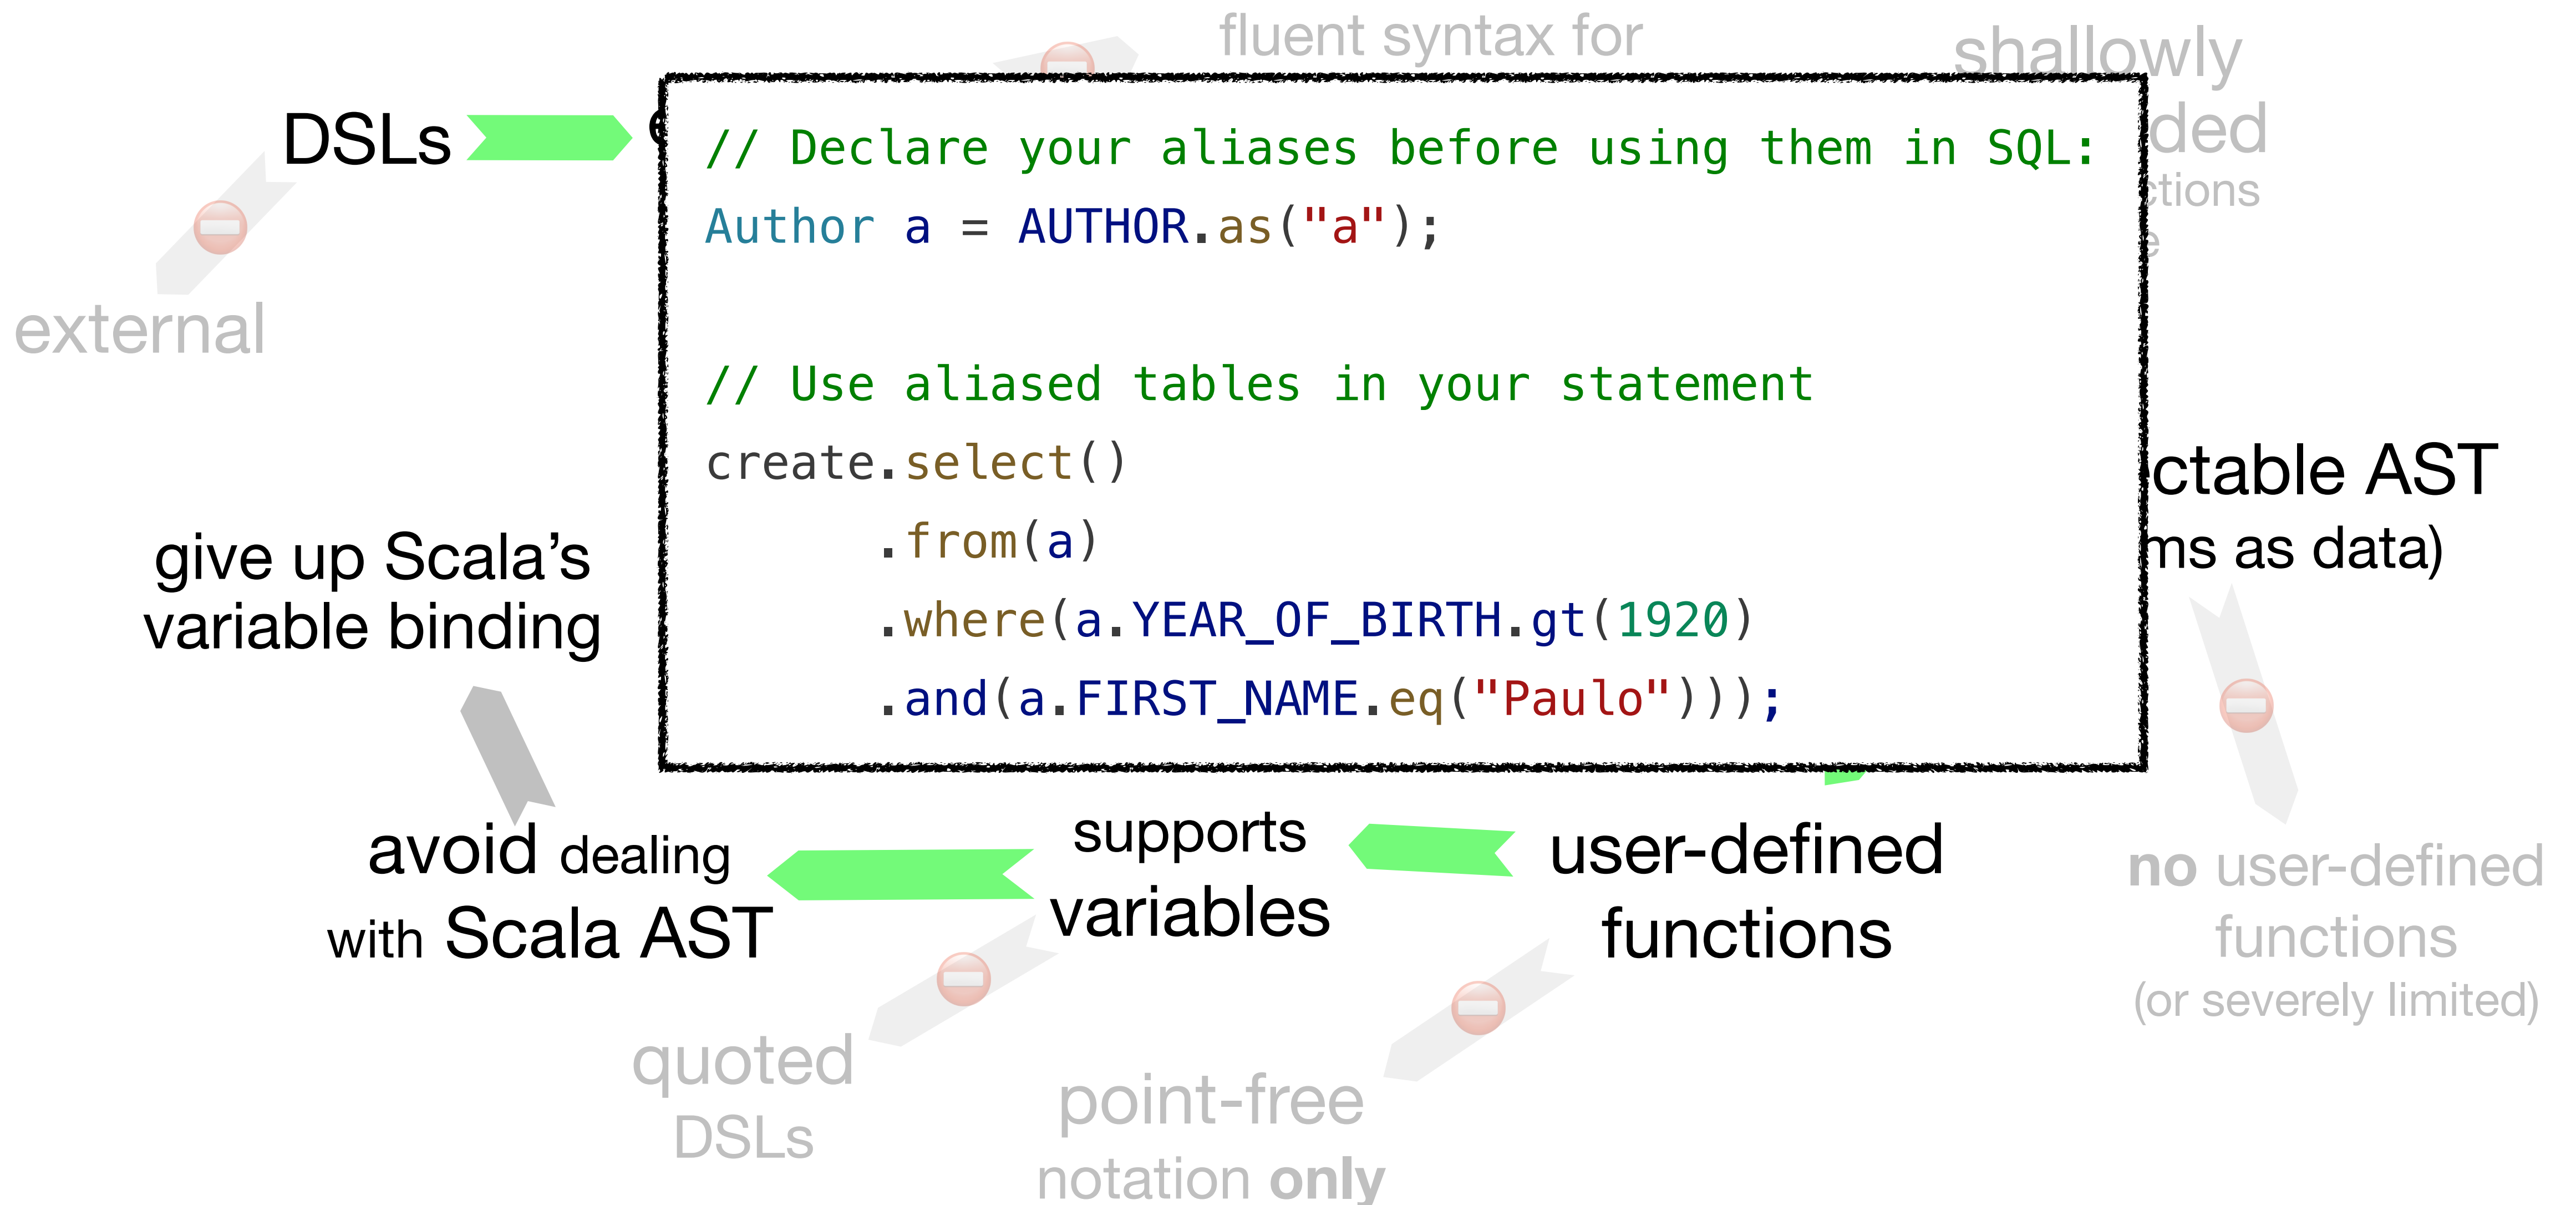 fluent syntax for
shallowly
DSLs
external
// Declare your aliases before using them in SQL:
Author a = AUTHOR.as("a");
// Use aliased tables in your statement
create.select()
.from(a)
.where(a.YEAR_OF_BIRTH.gt(1920)
.and(a.FIRST_NAME.eq("Paulo")));
ded
ctions
ctable AST
ms as data)
give up Scala’s
variable binding
avoid dealing
with Scala AST
supports
variables
user-defined
functions
no user-defined
functions
(or severely limited)
quoted
DSLs
point-free
notation only